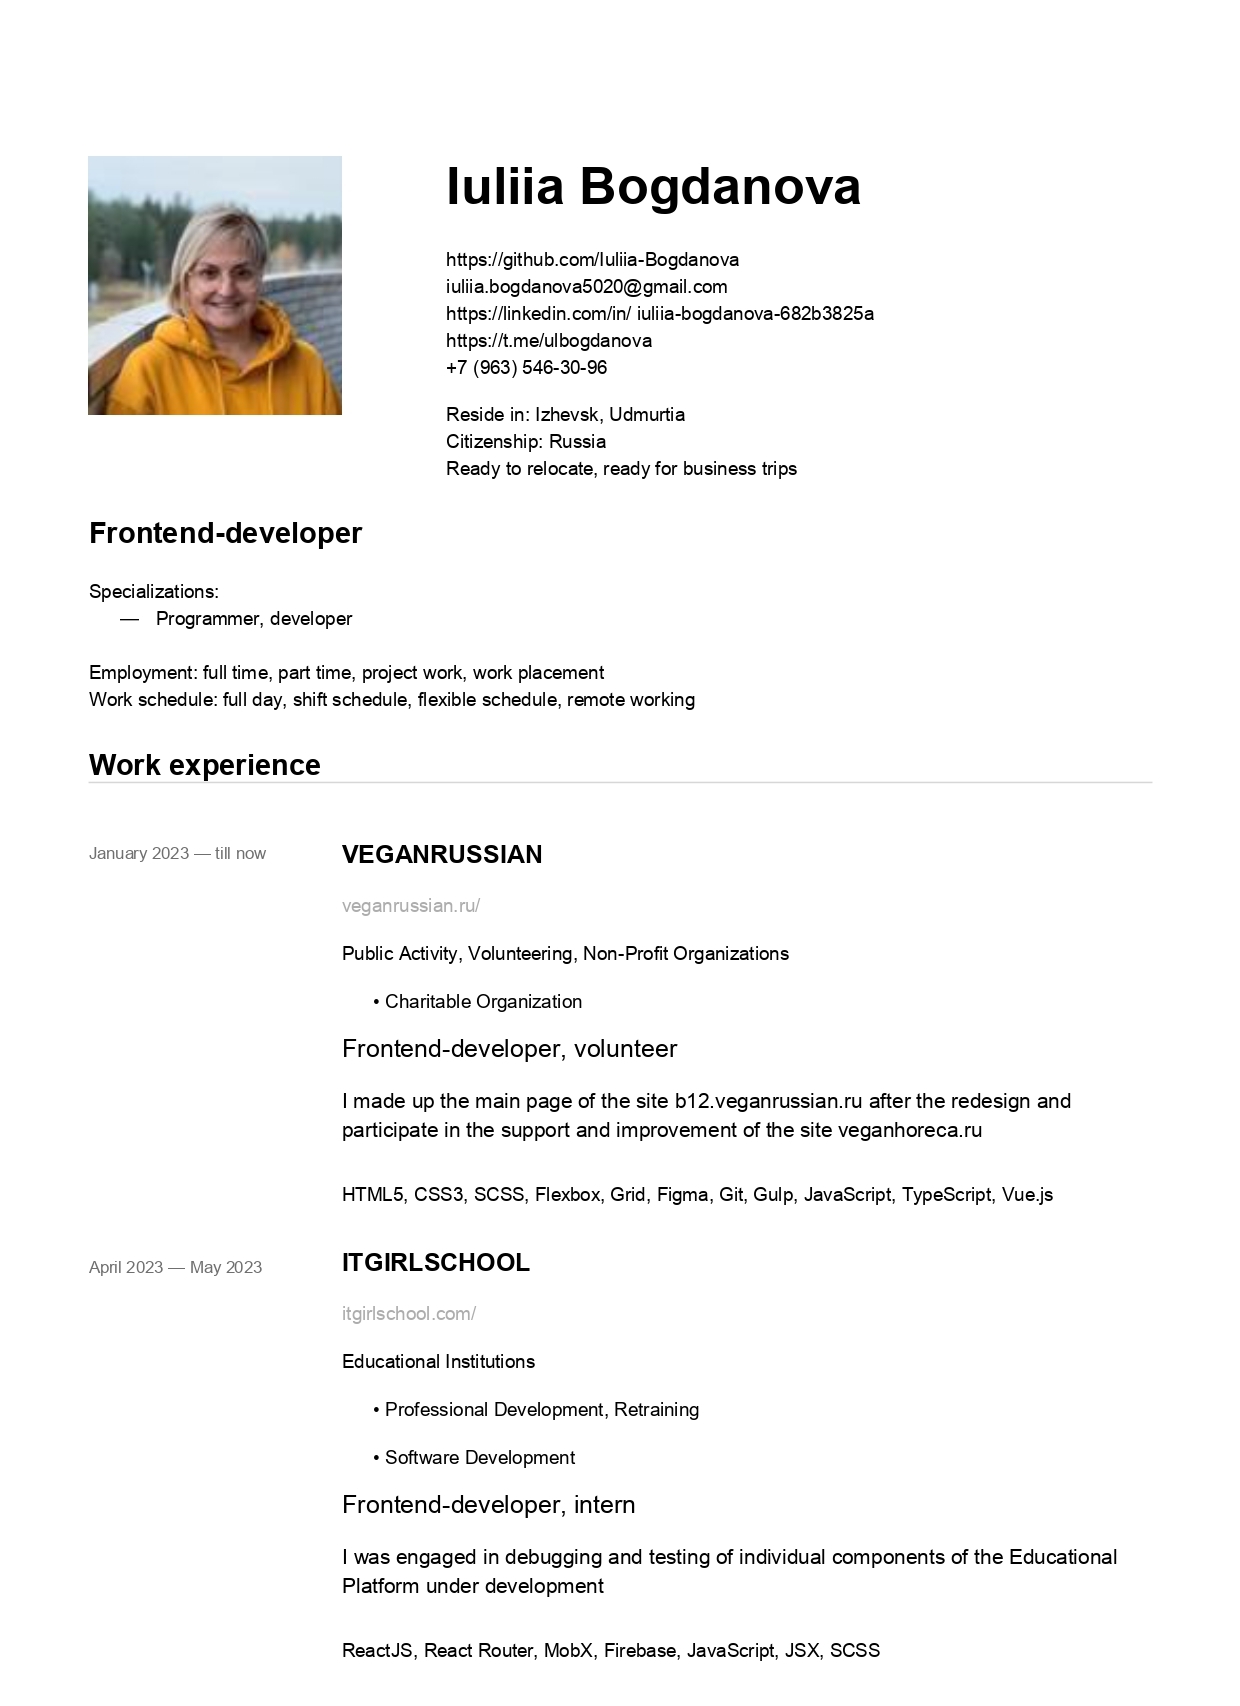 Iuliia Bogdanova
https://github.com/Iuliia-Bogdanova
iuliia.bogdanova5020@gmail.com
https://linkedin.com/in/ iuliia-bogdanova-682b3825a
https://t.me/ulbogdanova
+7 (963) 546-30-96
Reside in: Izhevsk, Udmurtia
Citizenship: Russia
Ready to relocate, ready for business trips
Frontend-developer
Specializations:
— Programmer, developer
Employment: full time, part time, project work, work placement
Work schedule: full day, shift schedule, flexible schedule, remote working
Work experience
January 2023 — till now
VEGANRUSSIAN
veganrussian.ru/
Public Activity, Volunteering, Non-Profit Organizations
• Charitable Organization
Frontend-developer, volunteer
I made up the main page of the site b12.veganrussian.ru after the redesign and
participate in the support and improvement of the site veganhoreca.ru
HTML5, CSS3, SCSS, Flexbox, Grid, Figma, Git, Gulp, JavaScript, TypeScript, Vue.js
April 2023 — May 2023
ITGIRLSCHOOL
itgirlschool.com/
Educational Institutions
• Professional Development, Retraining
• Software Development
Frontend-developer, intern
I was engaged in debugging and testing of individual components of the Educational
Platform under development
ReactJS, React Router, MobX, Firebase, JavaScript, JSX, SCSS